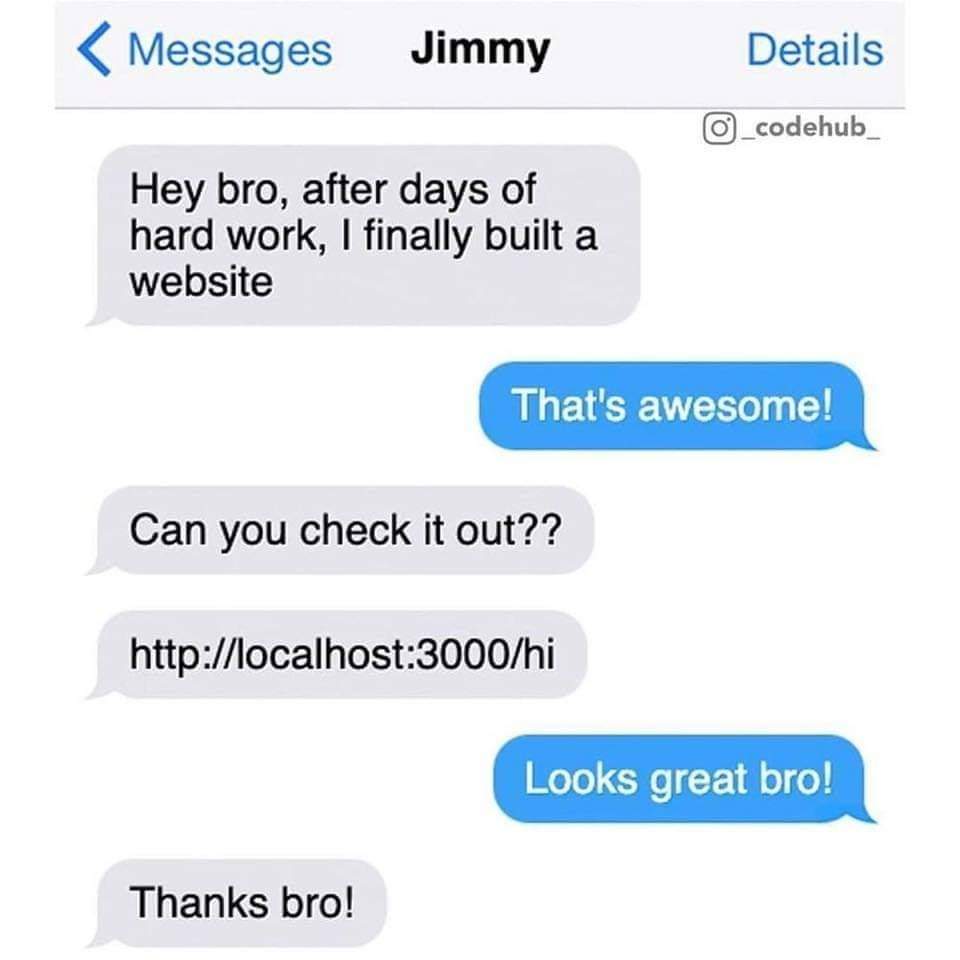 Messages Jimmy Details
_codehub_
Hey bro, after days of
hard work, I finally built a
website
That's awesome!
Can you check it out??
http://localhost:3000/hi
Looks great bro!
Thanks bro!